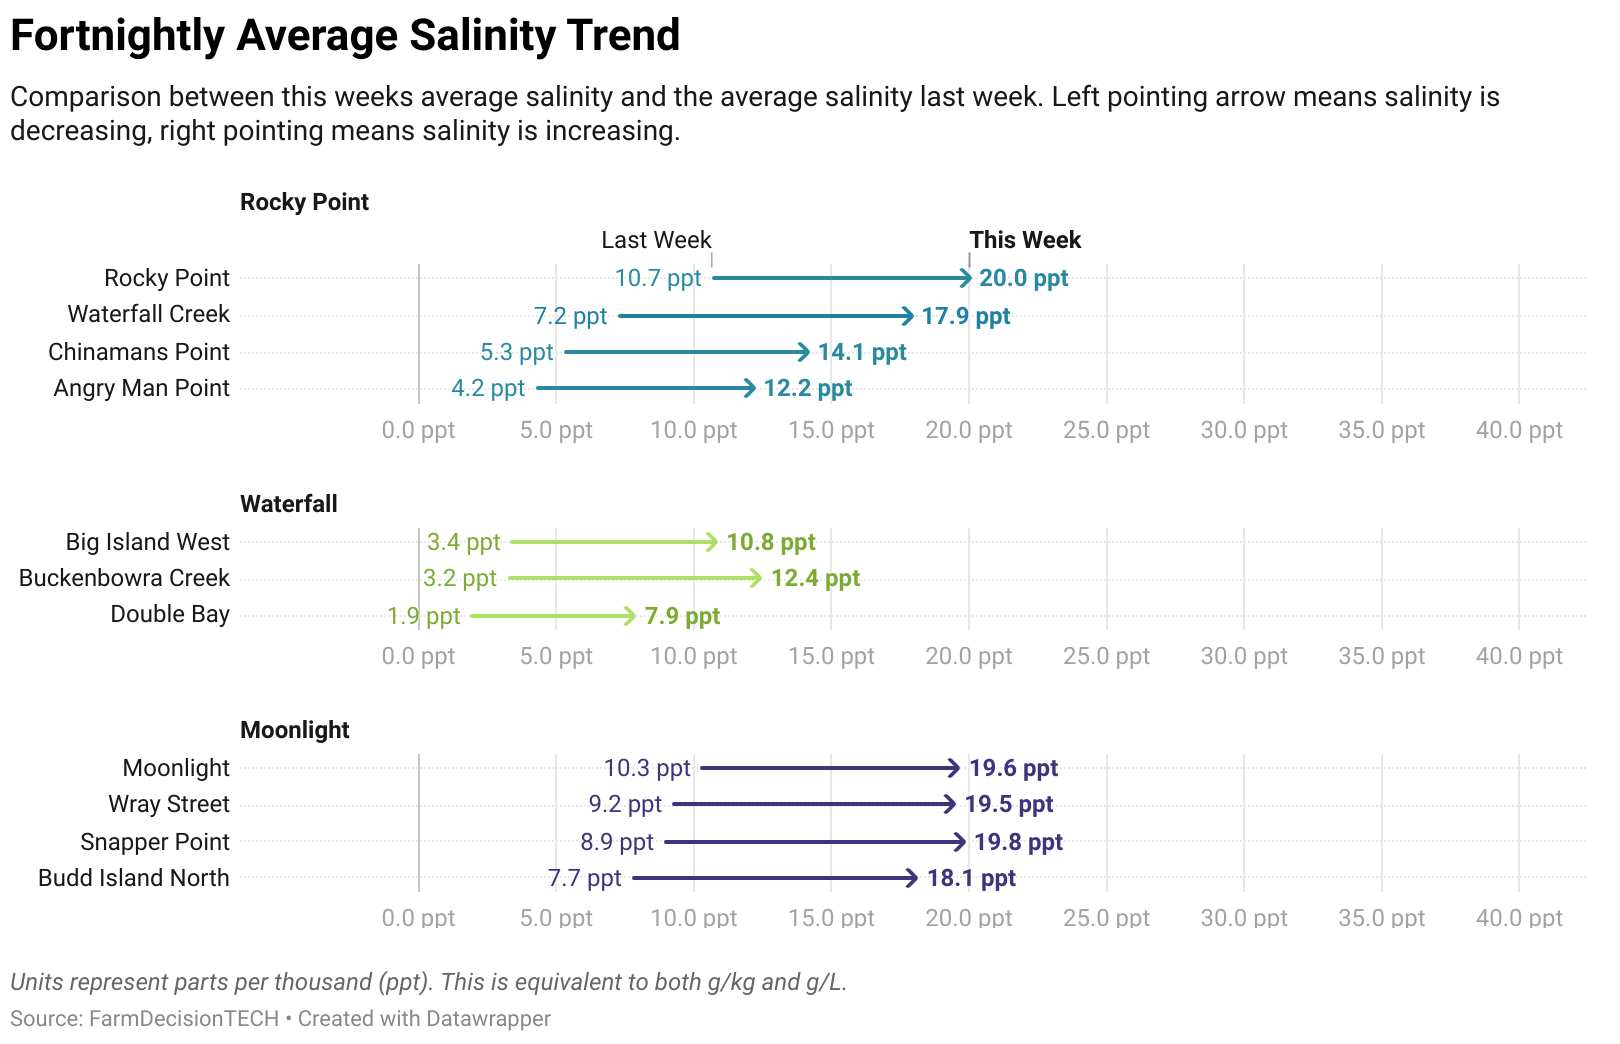 Fortnightly Average Salinity Trend
Comparison between this weeks average salinity and the average salinity last week. Left pointing arrow means salinity is
decreasing, right pointing means salinity is increasing.
Rocky Point
Last Week This Week
Rocky Point 10.7 ppt 20.0 ppt
Waterfall Creek 7.2 ppt 17.9 ppt
Chinamans Point 5.3 ppt 14.1 ppt
Angry Man Point 4.2 ppt 12.2 ppt
0.0 ppt 5.0 ppt 10.0 ppt 15.0 ppt 20.0 ppt 25.0 ppt 30.0 ppt 35.0 ppt 40.0 ppt
Waterfall
Big Island West 3.4 ppt 10.8 ppt
Buckenbowra Creek 3.2 ppt 12.4 ppt
Double Bay 1.9 ppt 7.9 ppt
0.0 ppt 5.0 ppt 10.0 ppt 15.0 ppt 20.0 ppt 25.0 ppt 30.0 ppt 35.0 ppt 40.0 ppt
Moonlight
Moonlight 10.3 ppt 19.6 ppt
Wray Street 9.2 ppt 19.5 ppt
Snapper Point 8.9 ppt 19.8 ppt
Budd Island North 7.7 ppt 18.1 ppt
0.0 ppt 5.0 ppt 10.0 ppt 15.0 ppt 20.0 ppt 25.0 ppt 30.0 ppt 35.0 ppt 40.0 ppt
Units represent parts per thousand (ppt). This is equivalent to both g/kg and g/L.
Source: FarmDecisionTECH • Created with Datawrapper